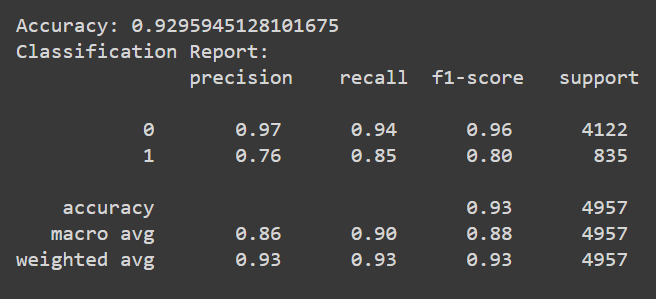 Accuracy: 0.9295945128101675
Classification Report:
precision recall f1-score support
0 0.97 0.94 0.96 4122
1 0.76 0.85 0.80 835
accuracy 0.93 4957
macro avg 0.86 0.90 0.88 4957
weighted avg 0.93 0.93 0.93 4957